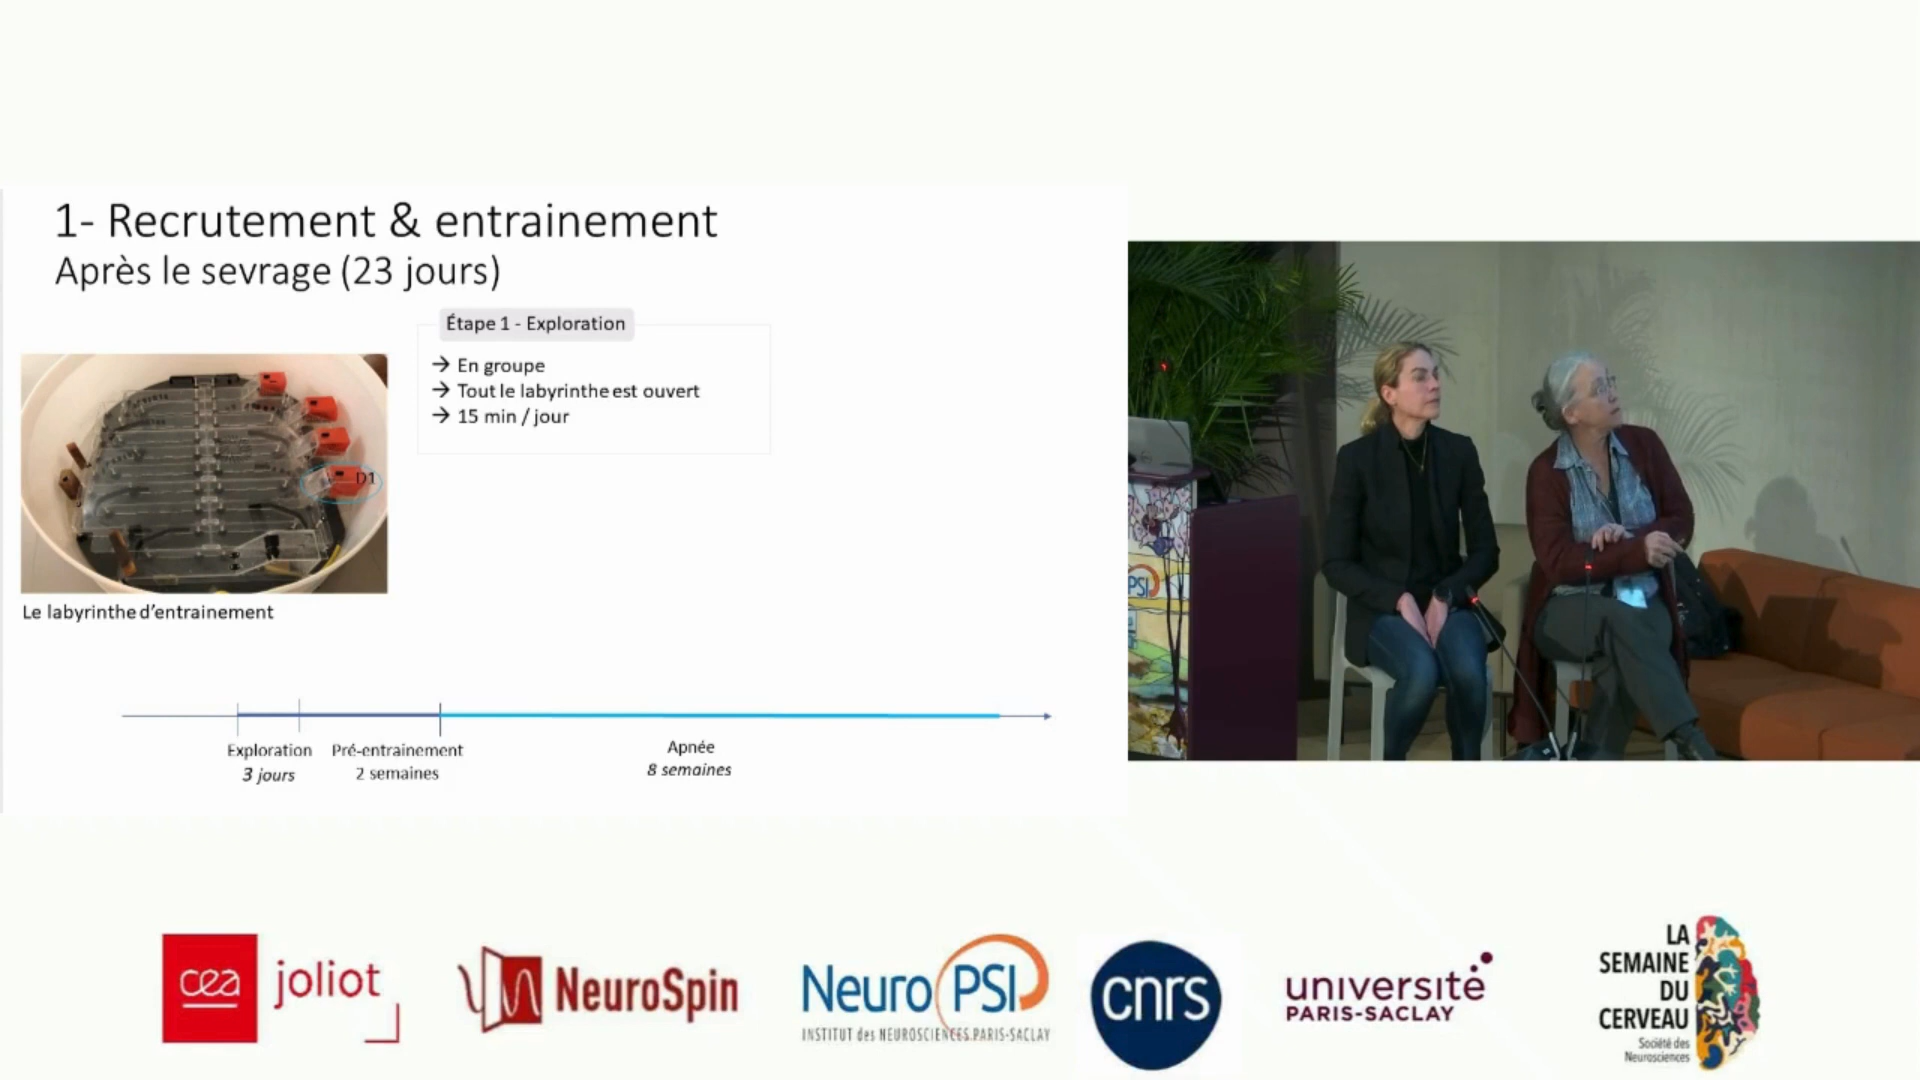 1- Recrutement & entrainement
Après le sevrage (23 jours)
Étape 1 - Exploration
→ En groupe
→ Tout le labyrinthe est ouvert
→ 15 min / jour
D1
Le labyrinthe d'entrainement
Exploration
3 jours
Pré-entrainement
2 semaines
Apnée
8 semaines
PSI
cea joliot
NeuroSpin
NeuroPSI
INSTITUT des NEUROSCIENCES PARIS-SACLAY
cnrs
université
PARIS-SACLAY
LA
SEMAINE
DU
CERVEAU
Société des
Neurosciences